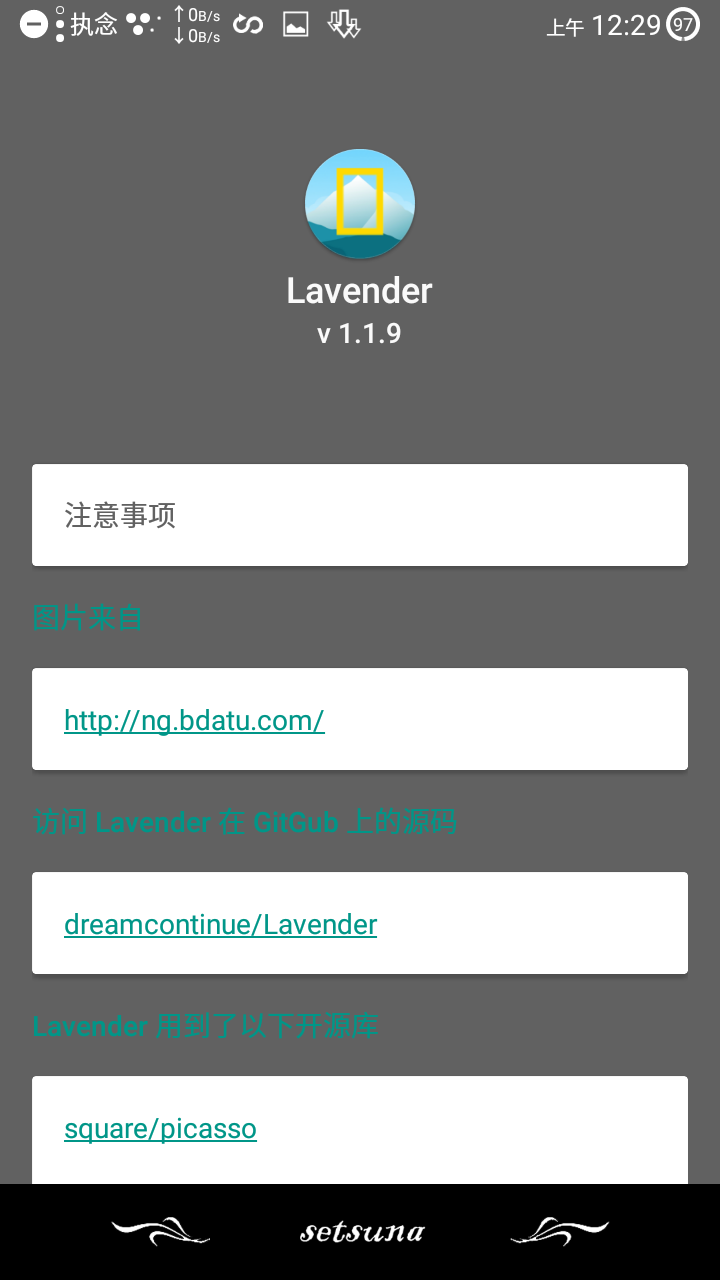 执念 0B/s 0B/s 上午 12:29 97
Lavender
v 1.1.9
注意事项
图片来自
http://ng.bdatu.com/
访问 Lavender 在 GitGub 上的源码
dreamcontinue/Lavender
Lavender 用到了以下开源库
square/picasso
setsuna